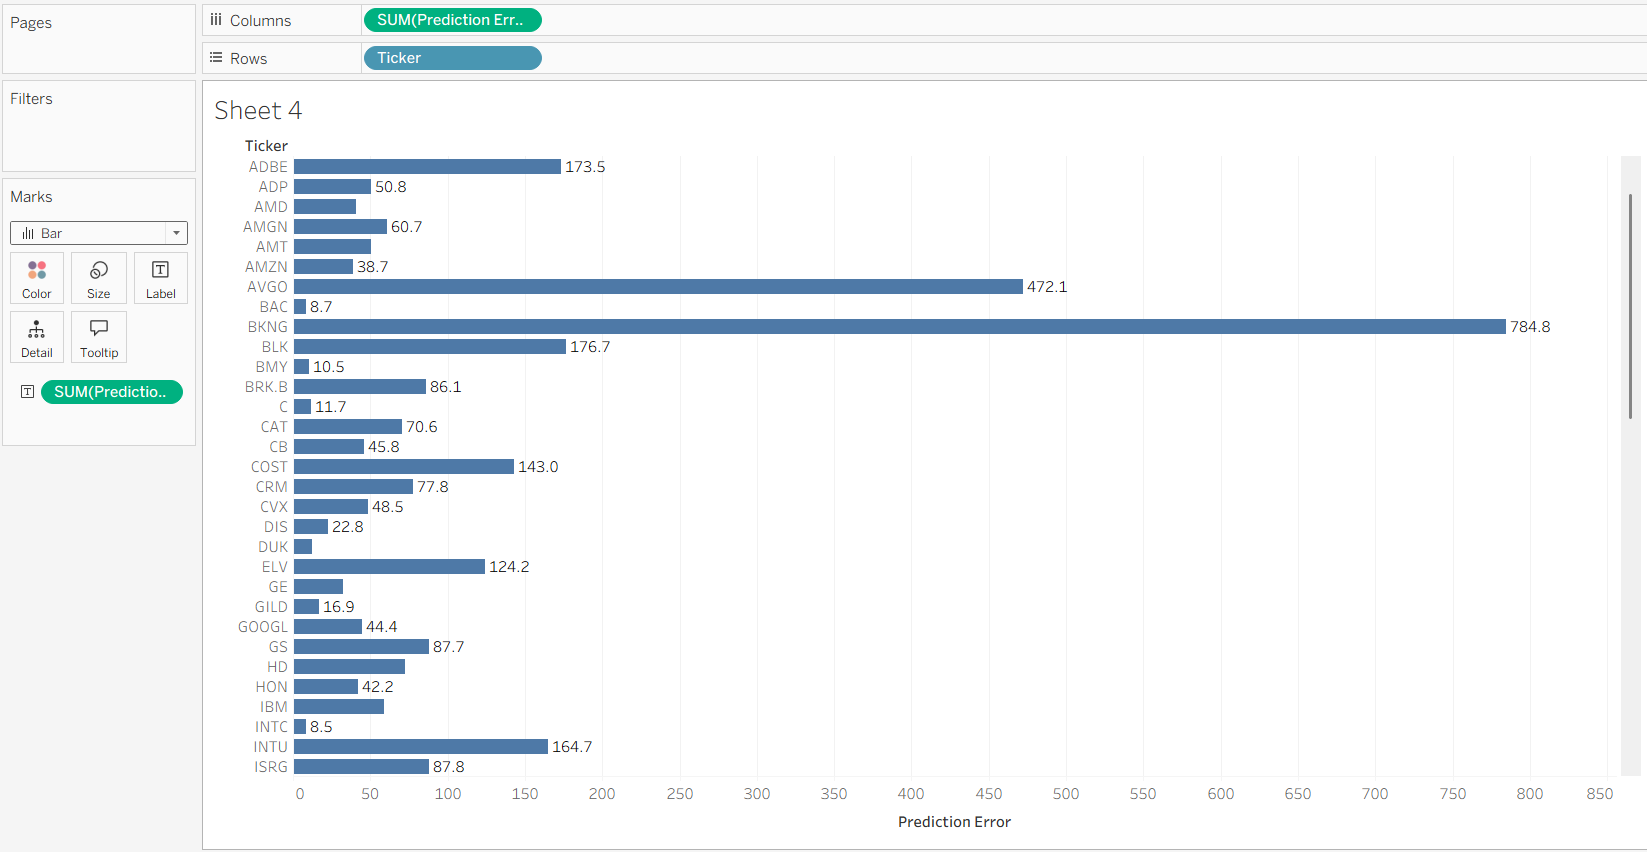 Pages
Columns
SUM(Prediction Err..
Rows
Ticker
Filters
Marks
Bar
Color
Size
Label
Detail
Tooltip
SUM(Predictio..
Sheet 4
Ticker
ADBE 173.5
ADP 50.8
AMD
AMGN 60.7
AMT
AMZN 38.7
AVGO 472.1
BAC 8.7
BKNG 784.8
BLK 176.7
BMY 10.5
BRK.B 86.1
C 11.7
CAT 70.6
CB 45.8
COST 143.0
CRM 77.8
CVX 48.5
DIS 22.8
DUK
ELV 124.2
GE
GILD 16.9
GOOGL 44.4
GS 87.7
HD
HON 42.2
IBM
INTC 8.5
INTU 164.7
ISRG 87.8
0 50 100 150 200 250 300 350 400 450 500 550 600 650 700 750 800 850
Prediction Error